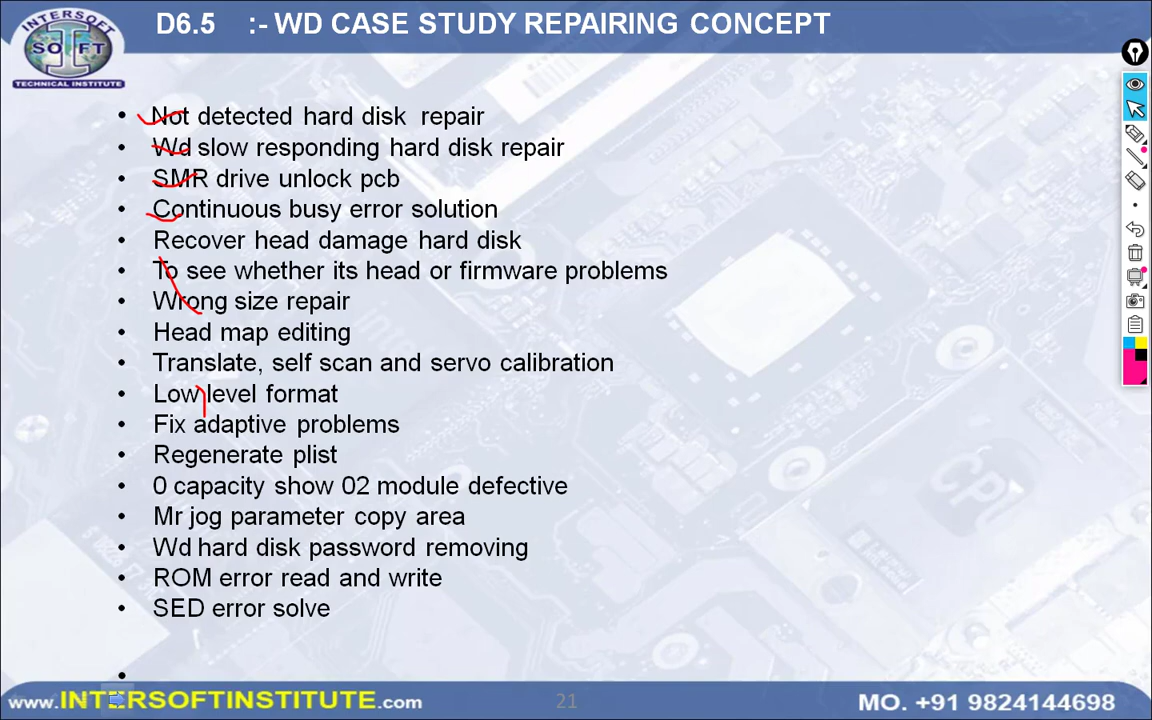 INTERSOFT
SOFT
TECHNICAL INSTITUTE
D6.5 :- WD CASE STUDY REPAIRING CONCEPT
• Not detected hard disk repair
• Wd slow responding hard disk repair
• SMR drive unlock pcb
• Continuous busy error solution
• Recover head damage hard disk
• To see whether its head or firmware problems
• Wrong size repair
• Head map editing
• Translate, self scan and servo calibration
• Low level format
• Fix adaptive problems
• Regenerate plist
• 0 capacity show 02 module defective
• Mr jog parameter copy area
• Wd hard disk password removing
• ROM error read and write
• SED error solve
•
CPU
www.INTERSOFTINSTITUTE.com
21
MO. +91 9824144698